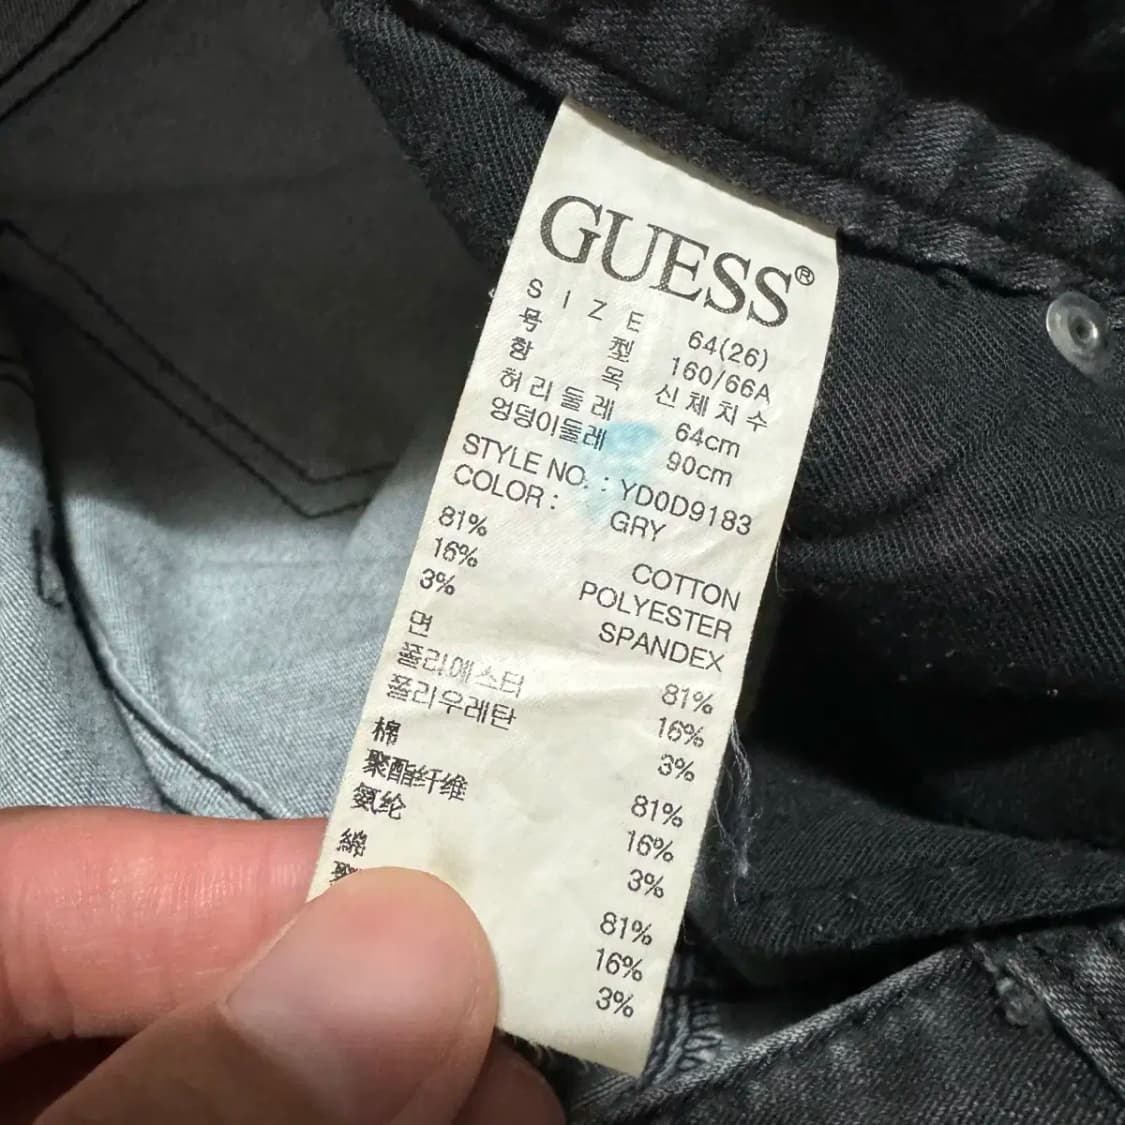 GUESS®
S I Z E 64(26)
号 型 160/66A
항 목 신체치수
허리둘레 64cm
엉덩이둘레 90cm
STYLE NO. : YD0D9183
COLOR : GRY
81% COTTON
16% POLYESTER
3% SPANDEX
면 81%
폴리에스터 16%
폴리우레탄 3%
棉 81%
聚酯纤维 16%
氨纶 3%
綿 81%
16%
3%